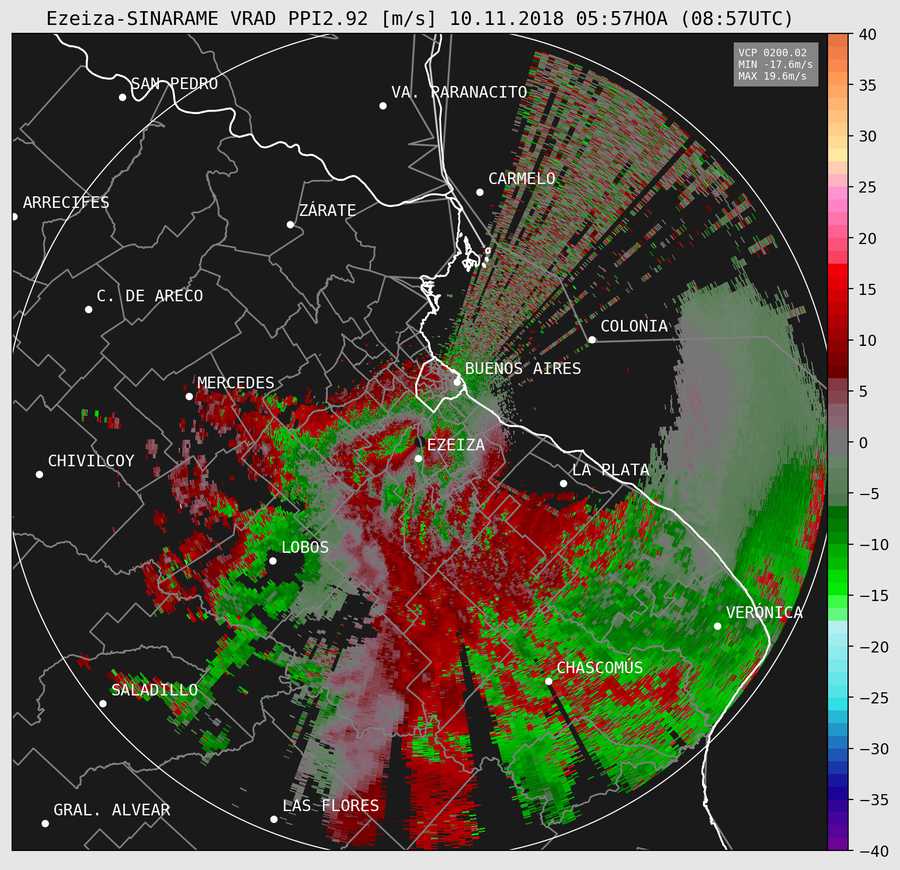 Ezeiza-SINARAME VRAD PPI2.92 [m/s] 10.11.2018 05:57HOA (08:57UTC)
VCP 0200.02
MIN -17.6m/s
MAX 19.6m/s
SAN PEDRO
VA. PARANACITO
CARMELO
ARRECIFES
ZÁRATE
C. DE ARECO
COLONIA
BUENOS AIRES
MERCEDES
EZEIZA
CHIVILCOY
LA PLATA
LOBOS
VERÓNICA
CHASCOMÚS
SALADILLO
LAS FLORES
GRAL. ALVEAR
40
35
30
25
20
15
10
5
0
−5
−10
−15
−20
−25
−30
−35
−40